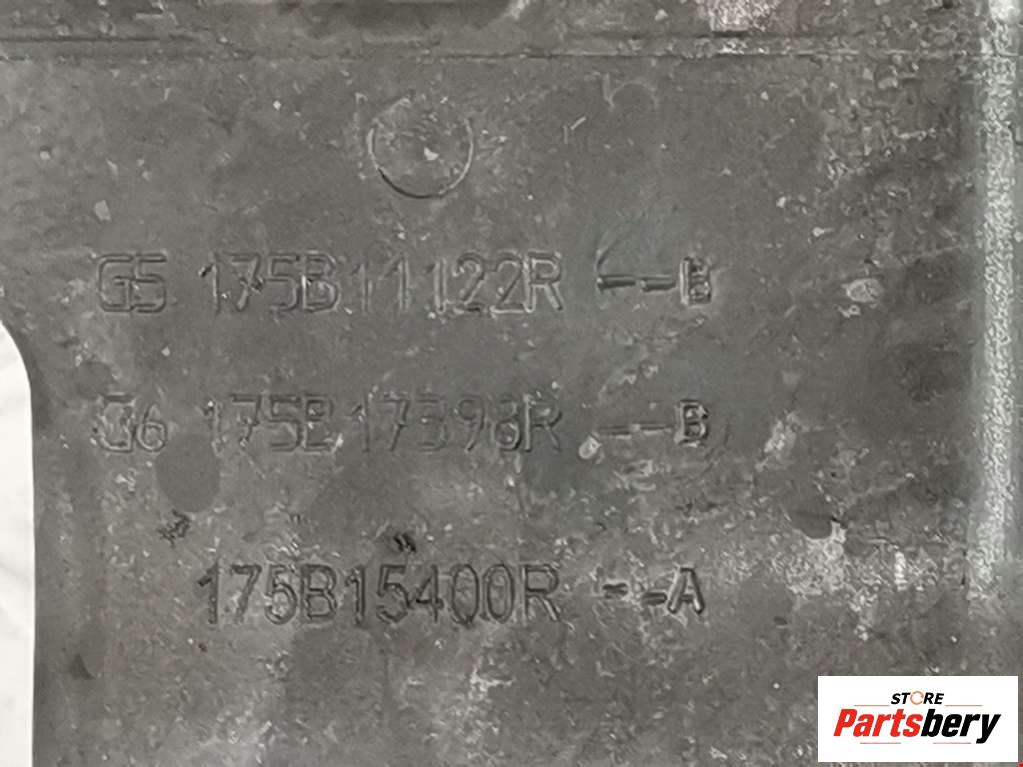 G5 175B11122R ---B
G6 175B17398R ---B
175B15400R ---A
STORE
Partsbery